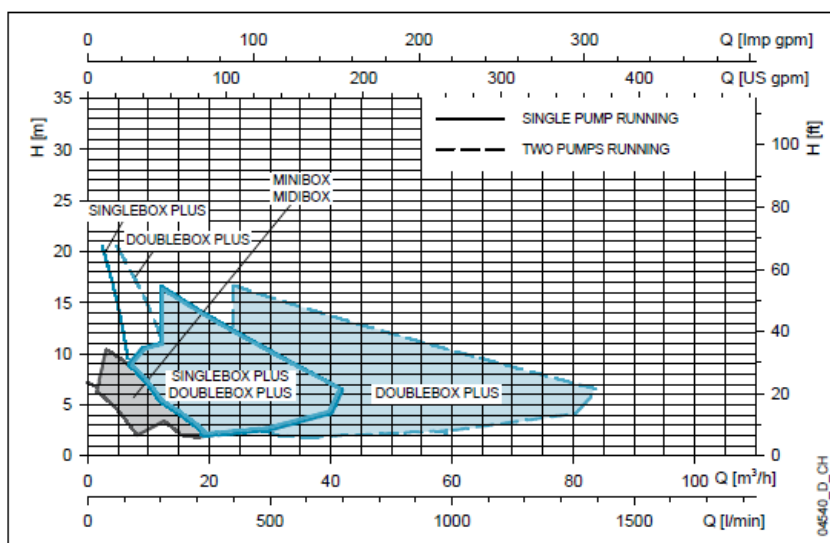 0 100 200 300 Q [Imp gpm]
0 100 200 300 400 Q [US gpm]
35
30
25
20
15
10
5
0
H [m]
SINGLE PUMP RUNNING
TWO PUMPS RUNNING
MINIBOX
MIDIBOX
SINGLEBOX PLUS
DOUBLEBOX PLUS
SINGLEBOX PLUS
DOUBLEBOX PLUS
DOUBLEBOX PLUS
H [ft]
100
80
60
40
20
0
0 20 40 60 80 100 Q [m³/h]
0 500 1000 1500 Q [l/min]
04540_D_CH